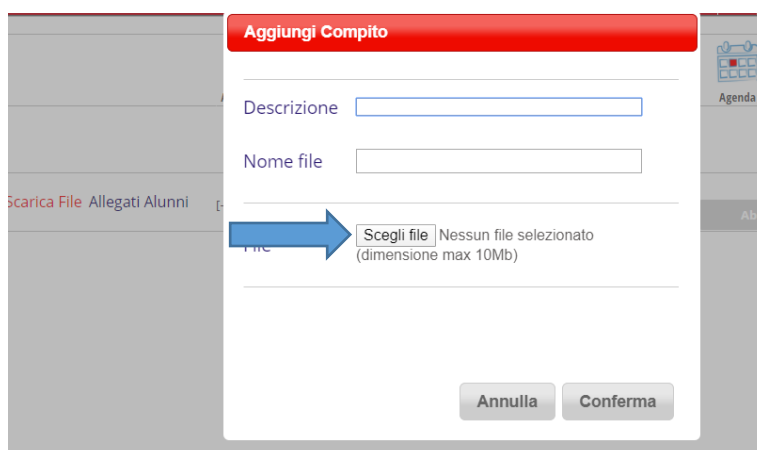 Aggiungi Compito
Agenda
Descrizione
Nome file
Scarica File Allegati Alunni
Scegli file Nessun file selezionato
(dimensione max 10Mb)
Annulla Conferma